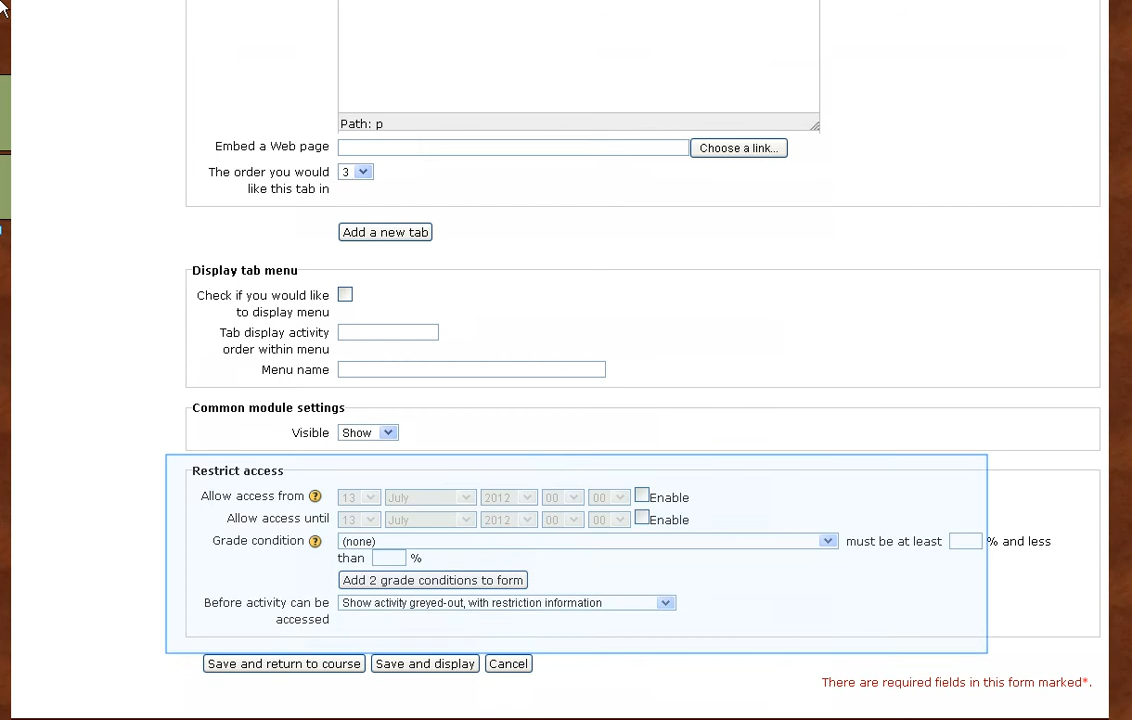 Path: p
Embed a Web page
Choose a link...
The order you would
like this tab in
3
Add a new tab
Display tab menu
Check if you would like
to display menu
Tab display activity
order within menu
Menu name
Common module settings
Visible Show
Restrict access
Allow access from 13 July 2012 00 00 Enable
Allow access until 13 July 2012 00 00 Enable
Grade condition (none) must be at least % and less
than %
Add 2 grade conditions to form
Before activity can be
accessed
Show activity greyed-out, with restriction information
Save and return to course Save and display Cancel
There are required fields in this form marked*.